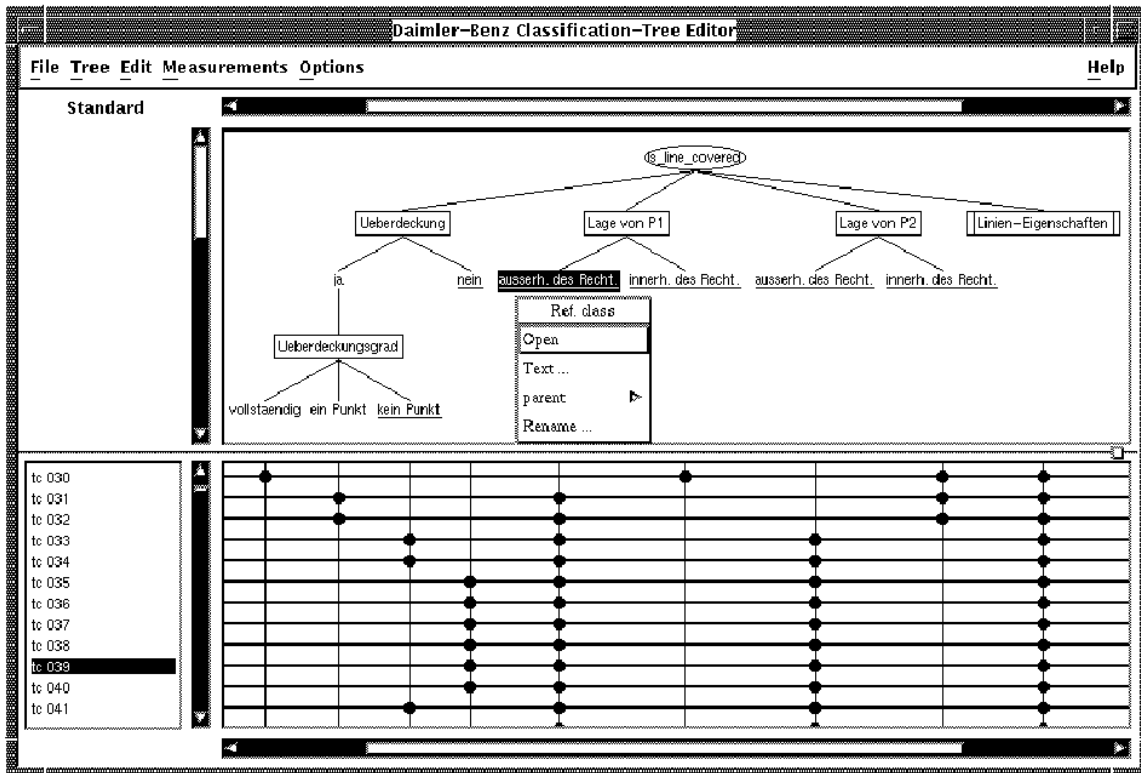 Daimler-Benz Classification-Tree Editor
File Tree Edit Measurements Options Help
Standard
is_line_covered
Ueberdeckung Lage von P1 Lage von P2 Linien-Eigenschaften
ja nein ausserh. des Recht. innerh. des Recht. ausserh. des Recht. innerh. des Recht.
Ref. class
Open
Ueberdeckungsgrad
Text ...
parent
vollstaendig ein Punkt kein Punkt
Rename ...
tc 030
tc 031
tc 032
tc 033
tc 034
tc 035
tc 036
tc 037
tc 038
tc 039
tc 040
tc 041